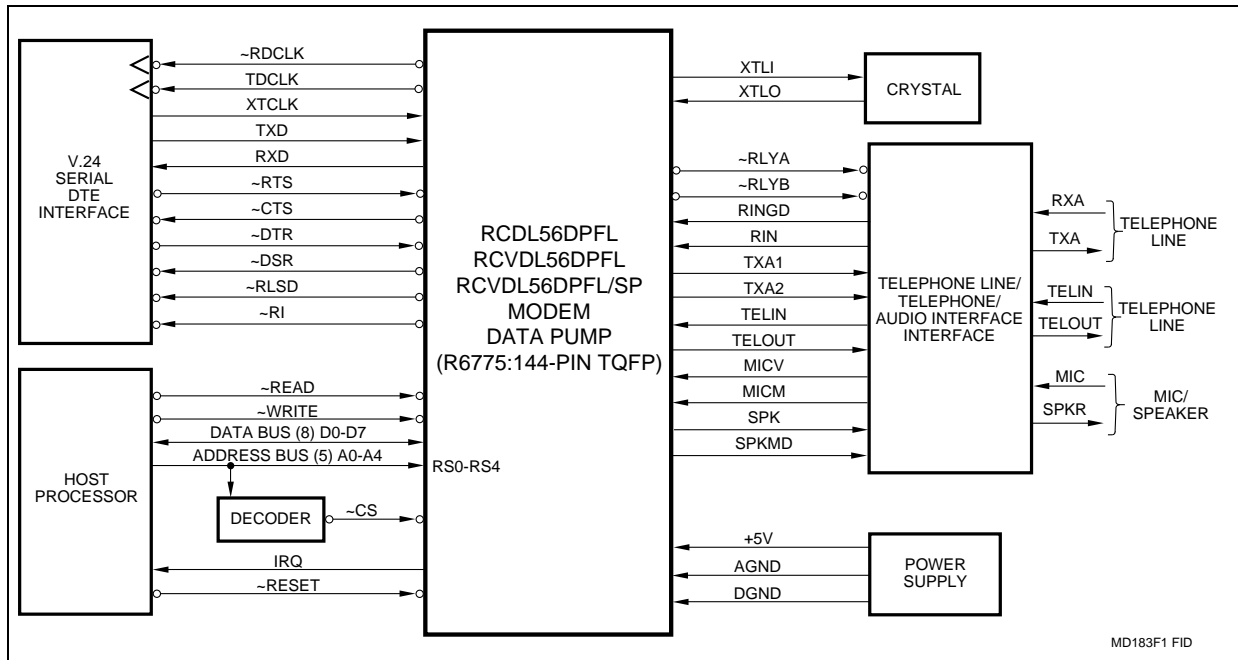 ~RDCLK
TDCLK
XTCLK
TXD
RXD
~RTS
~CTS
~DTR
~DSR
~RLSD
~RI
V.24
SERIAL
DTE
INTERFACE
HOST
PROCESSOR
~READ
~WRITE
DATA BUS (8) D0-D7
ADDRESS BUS (5) A0-A4
RS0-RS4
DECODER
~CS
IRQ
~RESET
RCDL56DPFL
RCVDL56DPFL
RCVDL56DPFL/SP
MODEM
DATA PUMP
(R6775:144-PIN TQFP)
XTLI
XTLO
CRYSTAL
~RLYA
~RLYB
RINGD
RIN
TXA1
TXA2
TELIN
TELOUT
MICV
MICM
SPK
SPKMD
TELEPHONE LINE/
TELEPHONE/
AUDIO INTERFACE
INTERFACE
RXA
TXA
TELEPHONE
LINE
TELIN
TELOUT
TELEPHONE
LINE
MIC
SPKR
MIC/
SPEAKER
+5V
AGND
DGND
POWER
SUPPLY
MD183F1 FID